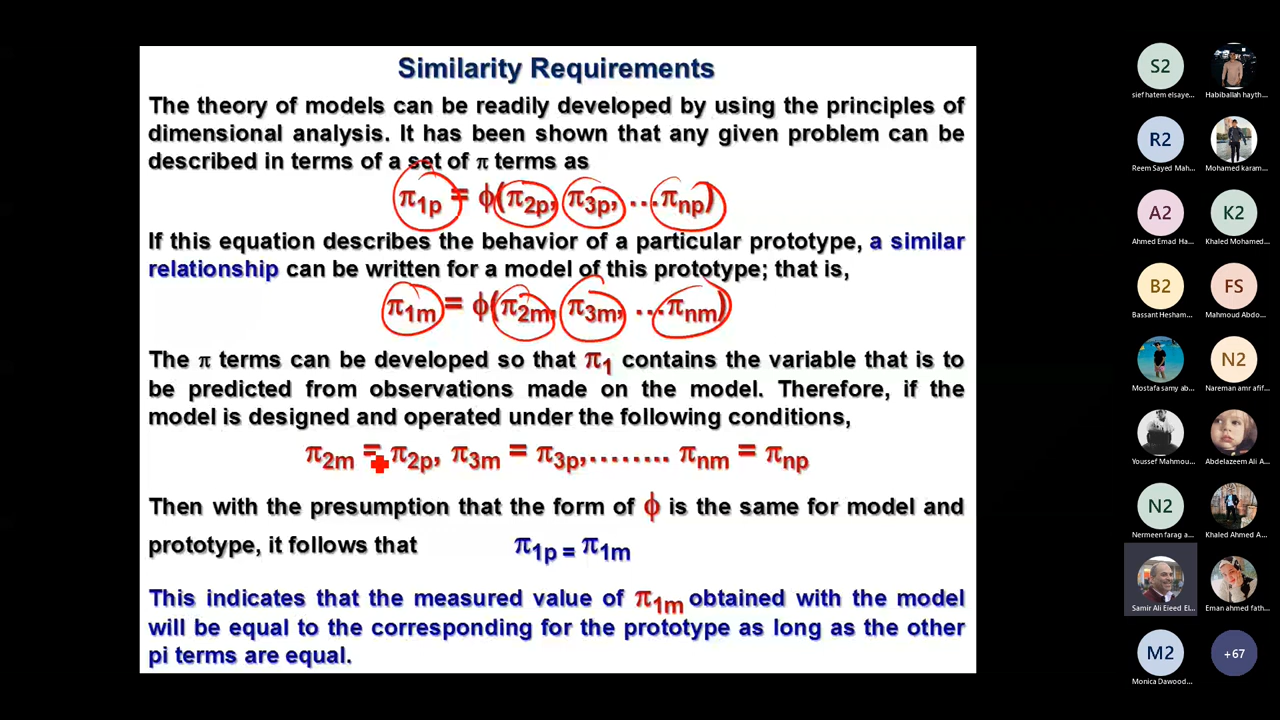 Similarity Requirements
The theory of models can be readily developed by using the principles of
dimensional analysis. It has been shown that any given problem can be
described in terms of a set of π terms as
π1p = ϕ(π2p, π3p, …πnp)
If this equation describes the behavior of a particular prototype, a similar
relationship can be written for a model of this prototype; that is,
π1m = ϕ(π2m, π3m, …πnm)
The π terms can be developed so that π1 contains the variable that is to
be predicted from observations made on the model. Therefore, if the
model is designed and operated under the following conditions,
π2m = π2p, π3m = π3p,…….. πnm = πnp
Then with the presumption that the form of ϕ is the same for model and
prototype, it follows that π1p = π1m
This indicates that the measured value of π1m obtained with the model
will be equal to the corresponding for the prototype as long as the other
pi terms are equal.
S2
sief hatem elsaye...
Habiballah hayth...
R2
Reem Sayed Mah...
Mohamed karam...
A2
Ahmed Emad Ha...
K2
Khaled Mohamed...
B2
Bassant Hesham...
FS
Mahmoud Abdo...
Mostafa samy ab...
N2
Nareman amr afif...
Youssef Mahmou...
Abdelazeem Ali A...
N2
Nermeen farag a...
Khaled Ahmed A...
Samir Ali Eieed El...
Eman ahmed fath...
M2
Monica Dawood...
+67